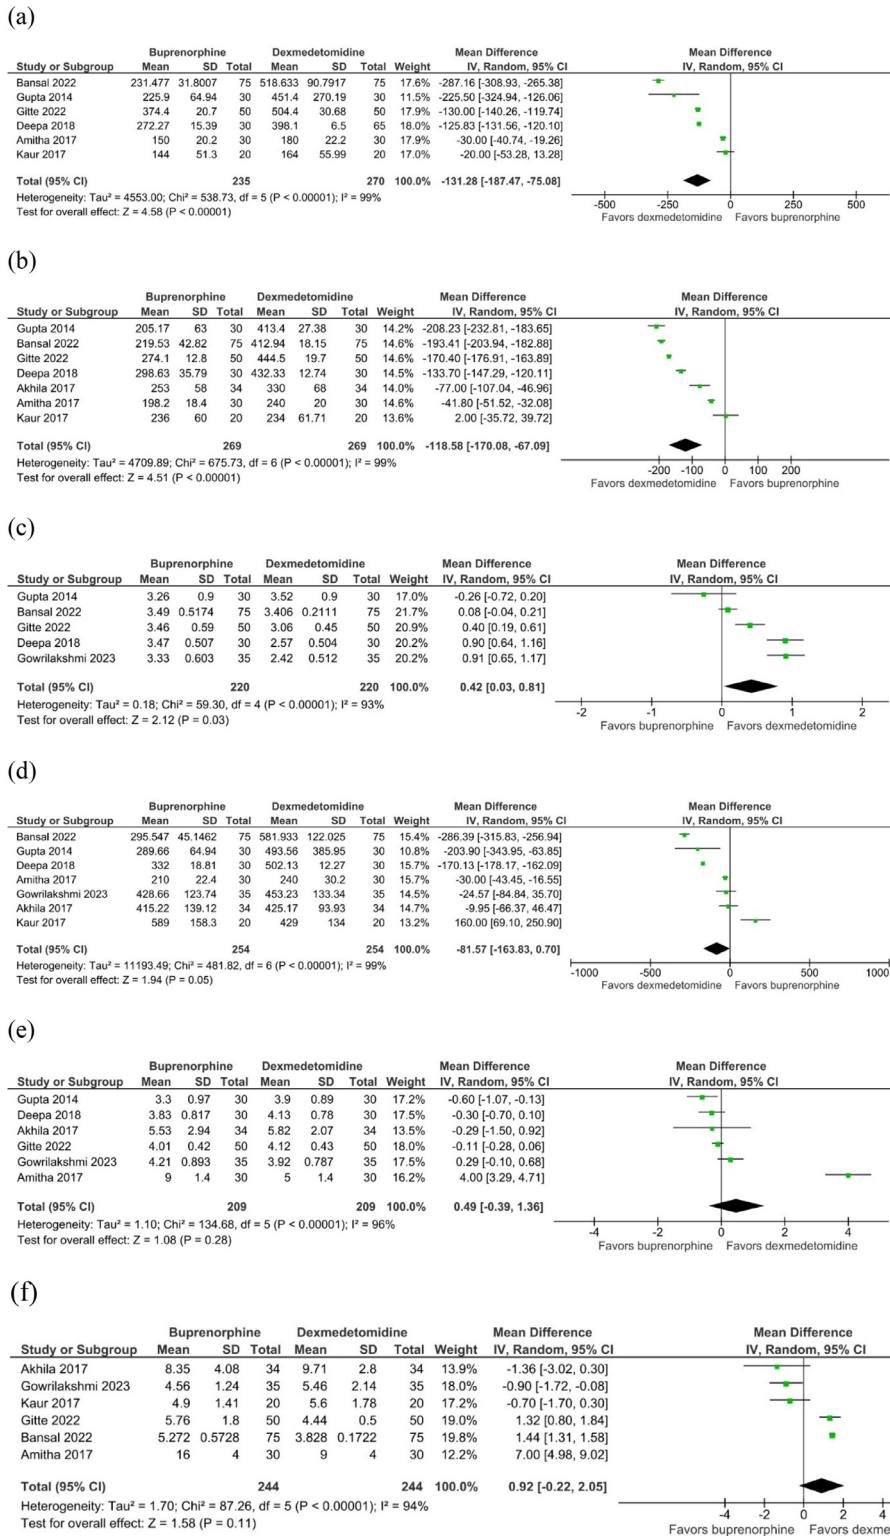 (a)
Buprenorphine Dexmedetomidine Mean Difference Mean Difference
Study or Subgroup Mean SD Total Mean SD Total Weight IV, Random, 95% CI IV, Random, 95% CI
Bansal 2022 231.477 31.8007 75 518.633 90.7917 75 17.6% -287.16 [-308.93, -265.38]
Gupta 2014 225.9 64.94 30 451.4 270.19 30 11.5% -225.50 [-324.94, -126.06]
Gitte 2022 374.4 20.7 50 504.4 30.68 50 17.9% -130.00 [-140.26, -119.74]
Deepa 2018 272.27 15.39 30 398.1 6.5 65 18.0% -125.83 [-131.56, -120.10]
Amitha 2017 150 20.2 30 180 22.2 30 17.9% -30.00 [-40.74, -19.26]
Kaur 2017 144 51.3 20 164 55.99 20 17.0% -20.00 [-53.28, 13.28]
Total (95% CI) 235 270 100.0% -131.28 [-187.47, -75.08]
Heterogeneity: Tau² = 4553.00; Chi² = 538.73, df = 5 (P < 0.00001); I² = 99%
Test for overall effect: Z = 4.58 (P < 0.00001)
-500 -250 0 250 500
Favors dexmedetomidine Favors buprenorphine
(b)
Buprenorphine Dexmedetomidine Mean Difference Mean Difference
Study or Subgroup Mean SD Total Mean SD Total Weight IV, Random, 95% CI IV, Random, 95% CI
Gupta 2014 205.17 63 30 413.4 27.38 30 14.2% -208.23 [-232.81, -183.65]
Bansal 2022 219.53 42.82 75 412.94 18.15 75 14.6% -193.41 [-203.94, -182.88]
Gitte 2022 274.1 12.8 50 444.5 19.7 50 14.6% -170.40 [-176.91, -163.89]
Deepa 2018 298.63 35.79 30 432.33 12.74 30 14.5% -133.70 [-147.29, -120.11]
Akhila 2017 253 58 34 330 68 34 14.0% -77.00 [-107.04, -46.96]
Amitha 2017 198.2 18.4 30 240 20 30 14.6% -41.80 [-51.52, -32.08]
Kaur 2017 236 60 20 234 61.71 20 13.6% 2.00 [-35.72, 39.72]
Total (95% CI) 269 269 100.0% -118.58 [-170.08, -67.09]
Heterogeneity: Tau² = 4709.89; Chi² = 675.73, df = 6 (P < 0.00001); I² = 99%
Test for overall effect: Z = 4.51 (P < 0.00001)
-200 -100 0 100 200
Favors dexmedetomidine Favors buprenorphine
(c)
Buprenorphine Dexmedetomidine Mean Difference Mean Difference
Study or Subgroup Mean SD Total Mean SD Total Weight IV, Random, 95% CI IV, Random, 95% CI
Gupta 2014 3.26 0.9 30 3.52 0.9 30 17.0% -0.26 [-0.72, 0.20]
Bansal 2022 3.49 0.5174 75 3.406 0.2111 75 21.7% 0.08 [-0.04, 0.21]
Gitte 2022 3.46 0.59 50 3.06 0.45 50 20.9% 0.40 [0.19, 0.61]
Deepa 2018 3.47 0.507 30 2.57 0.504 30 20.2% 0.90 [0.64, 1.16]
Gowrilakshmi 2023 3.33 0.603 35 2.42 0.512 35 20.2% 0.91 [0.65, 1.17]
Total (95% CI) 220 220 100.0% 0.42 [0.03, 0.81]
Heterogeneity: Tau² = 0.18; Chi² = 59.30, df = 4 (P < 0.00001); I² = 93%
Test for overall effect: Z = 2.12 (P = 0.03)
-2 -1 0 1 2
Favors buprenorphine Favors dexmedetomidine
(d)
Buprenorphine Dexmedetomidine Mean Difference Mean Difference
Study or Subgroup Mean SD Total Mean SD Total Weight IV, Random, 95% CI IV, Random, 95% CI
Bansal 2022 295.547 45.1462 75 581.933 122.025 75 15.4% -286.39 [-315.83, -256.94]
Gupta 2014 289.66 64.94 30 493.56 385.95 30 10.8% -203.90 [-343.95, -63.85]
Deepa 2018 332 18.81 30 502.13 12.27 30 15.7% -170.13 [-178.17, -162.09]
Amitha 2017 210 22.4 30 240 30.2 30 15.7% -30.00 [-43.45, -16.55]
Gowrilakshmi 2023 428.66 123.74 35 453.23 133.34 35 14.5% -24.57 [-84.84, 35.70]
Akhila 2017 415.22 139.12 34 425.17 93.93 34 14.7% -9.95 [-66.37, 46.47]
Kaur 2017 589 158.3 20 429 134 20 13.2% 160.00 [69.10, 250.90]
Total (95% CI) 254 254 100.0% -81.57 [-163.83, 0.70]
Heterogeneity: Tau² = 11193.49; Chi² = 481.82, df = 6 (P < 0.00001); I² = 99%
Test for overall effect: Z = 1.94 (P = 0.05)
-1000 -500 0 500 1000
Favors dexmedetomidine Favors buprenorphine
(e)
Buprenorphine Dexmedetomidine Mean Difference Mean Difference
Study or Subgroup Mean SD Total Mean SD Total Weight IV, Random, 95% CI IV, Random, 95% CI
Gupta 2014 3.3 0.97 30 3.9 0.89 30 17.2% -0.60 [-1.07, -0.13]
Deepa 2018 3.83 0.817 30 4.13 0.78 30 17.5% -0.30 [-0.70, 0.10]
Akhila 2017 5.53 2.94 34 5.82 2.07 34 13.5% -0.29 [-1.50, 0.92]
Gitte 2022 4.01 0.42 50 4.12 0.43 50 18.0% -0.11 [-0.28, 0.06]
Gowrilakshmi 2023 4.21 0.893 35 3.92 0.787 35 17.5% 0.29 [-0.10, 0.68]
Amitha 2017 9 1.4 30 5 1.4 30 16.2% 4.00 [3.29, 4.71]
Total (95% CI) 209 209 100.0% 0.49 [-0.39, 1.36]
Heterogeneity: Tau² = 1.10; Chi² = 134.68, df = 5 (P < 0.00001); I² = 96%
Test for overall effect: Z = 1.08 (P = 0.28)
-4 -2 0 2 4
Favors buprenorphine Favors dexmedetomidine
(f)
Buprenorphine Dexmedetomidine Mean Difference Mean Difference
Study or Subgroup Mean SD Total Mean SD Total Weight IV, Random, 95% CI IV, Random, 95% CI
Akhila 2017 8.35 4.08 34 9.71 2.8 34 13.9% -1.36 [-3.02, 0.30]
Gowrilakshmi 2023 4.56 1.24 35 5.46 2.14 35 18.0% -0.90 [-1.72, -0.08]
Kaur 2017 4.9 1.41 20 5.6 1.78 20 17.0% -0.70 [-1.70, 0.30]
Gitte 2022 5.76 1.8 50 4.44 0.5 50 19.0% 1.32 [0.80, 1.84]
Bansal 2022 5.272 0.5728 75 3.828 0.1722 75 19.8% 1.44 [1.31, 1.58]
Amitha 2017 16 4 30 9 4 30 12.2% 7.00 [4.98, 9.02]
Total (95% CI) 244 244 100.0% 0.92 [-0.22, 2.05]
Heterogeneity: Tau² = 1.70; Chi² = 87.26, df = 5 (P < 0.00001); I² = 94%
Test for overall effect: Z = 1.58 (P = 0.11)
-4 -2 0 2 4
Favors buprenorphine Favors dexme